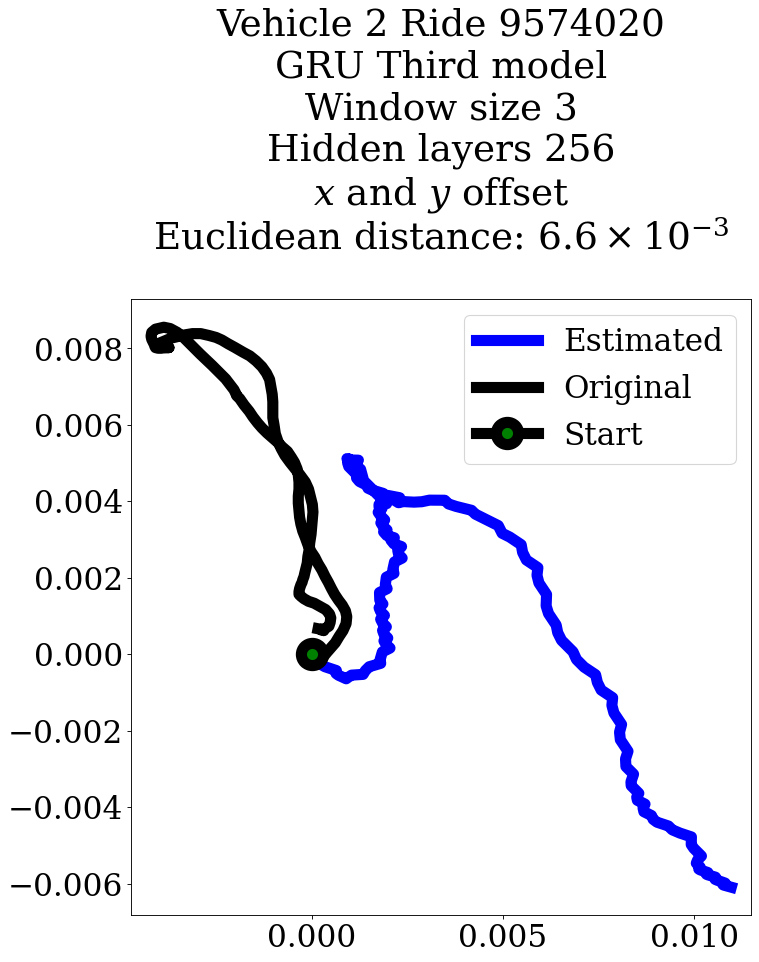 Vehicle 2 Ride 9574020
GRU Third model
Window size 3
Hidden layers 256
x and y offset
Euclidean distance: 6.6 × 10⁻³
Estimated
Original
Start
0.008
0.006
0.004
0.002
0.000
−0.002
−0.004
−0.006
0.000 0.005 0.010